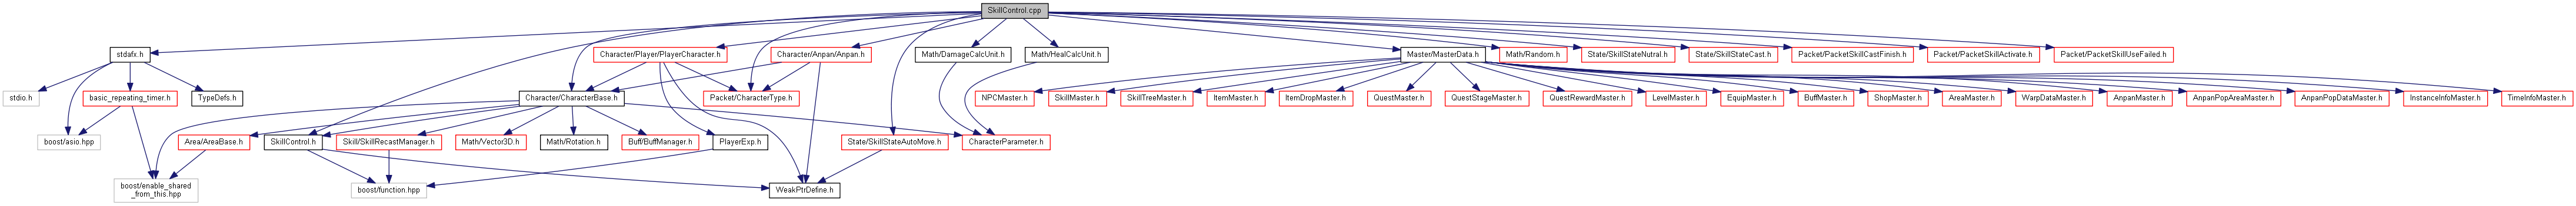 SkillControl.cpp
stdafx.h
Character/Player/PlayerCharacter.h
Character/Anpan/Anpan.h
Math/DamageCalcUnit.h
Math/HealCalcUnit.h
Master/MasterData.h
Math/Random.h
State/SkillStateNutral.h
State/SkillStateCast.h
Packet/PacketSkillCastFinish.h
Packet/PacketSkillActivate.h
Packet/PacketSkillUseFailed.h
stdio.h
basic_repeating_timer.h
TypeDefs.h
Character/CharacterBase.h
Packet/CharacterType.h
NPCMaster.h
SkillMaster.h
SkillTreeMaster.h
ItemMaster.h
ItemDropMaster.h
QuestMaster.h
QuestStageMaster.h
QuestRewardMaster.h
LevelMaster.h
EquipMaster.h
BuffMaster.h
ShopMaster.h
AreaMaster.h
WarpDataMaster.h
AnpanMaster.h
AnpanPopAreaMaster.h
AnpanPopDataMaster.h
InstanceInfoMaster.h
TimeInfoMaster.h
boost/asio.hpp
Area/AreaBase.h
SkillControl.h
Skill/SkillRecastManager.h
Math/Vector3D.h
Math/Rotation.h
Buff/BuffManager.h
PlayerExp.h
State/SkillStateAutoMove.h
CharacterParameter.h
boost/enable_shared
_from_this.hpp
boost/function.hpp
WeakPtrDefine.h